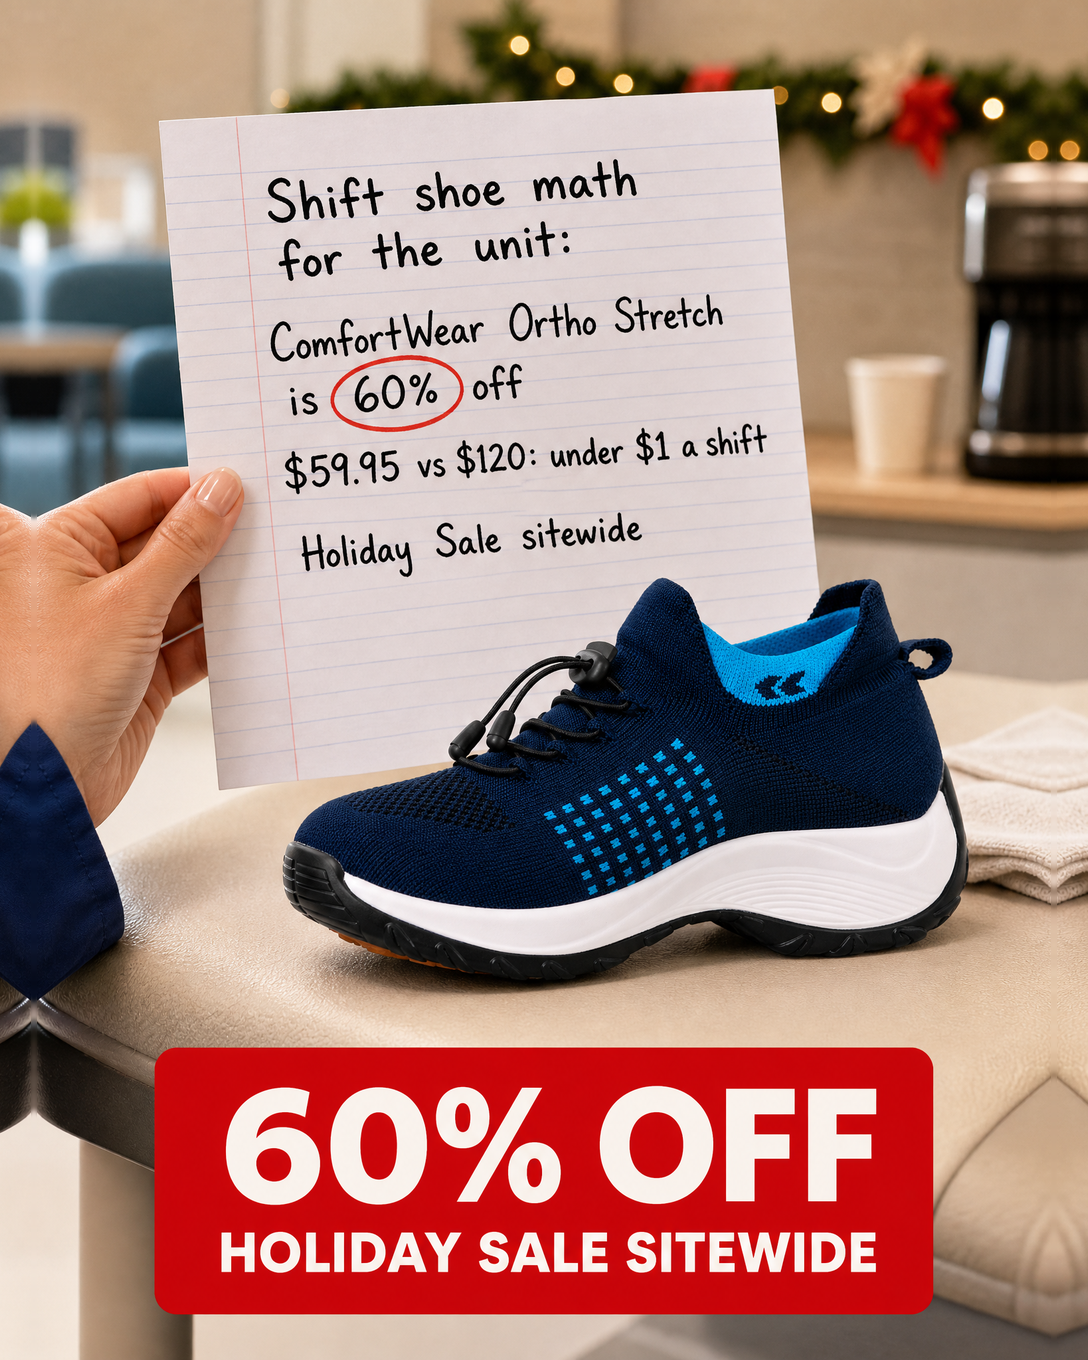 Shift shoe math
for the unit:
ComfortWear Ortho Stretch
is 60% off
$59.95 vs $120: under $1 a shift
Holiday Sale sitewide
60% OFF
HOLIDAY SALE SITEWIDE